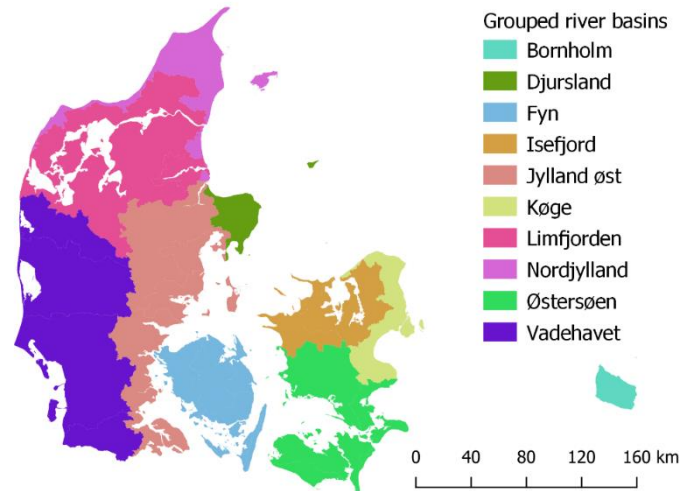 Grouped river basins
Bornholm
Djursland
Fyn
Isefjord
Jylland øst
Køge
Limfjorden
Nordjylland
Østersøen
Vadehavet
0 40 80 120 160 km